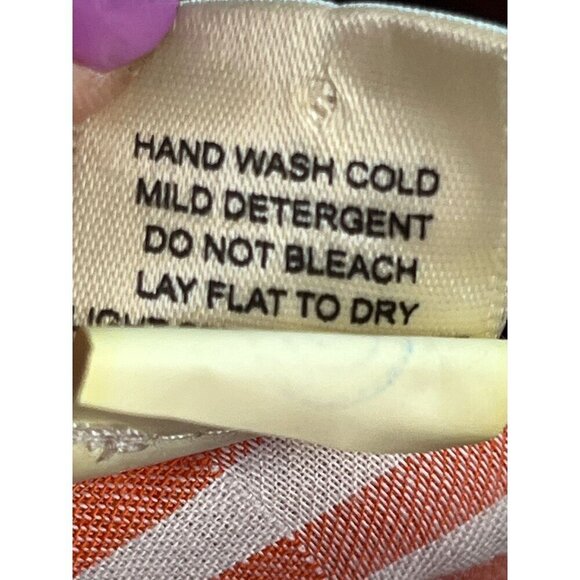 HAND WASH COLD
MILD DETERGENT
DO NOT BLEACH
LAY FLAT TO DRY